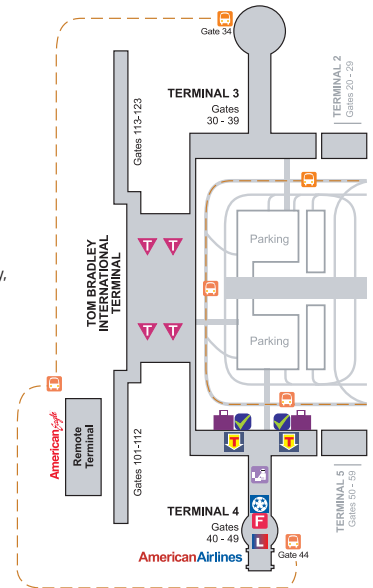 Gate 34
TERMINAL 3
Gates
30 - 39
TERMINAL 2
Gates 20 - 29
Gates 113-123
Parking
T T
TOM BRADLEY
INTERNATIONAL
TERMINAL
y,
T T
Parking
American Eagle
Remote
Terminal
Gates 101-112
T T
TERMINAL 5
Gates 50 - 59
TERMINAL 4
Gates
40 - 49
F
L
AmericanAirlines
Gate 44